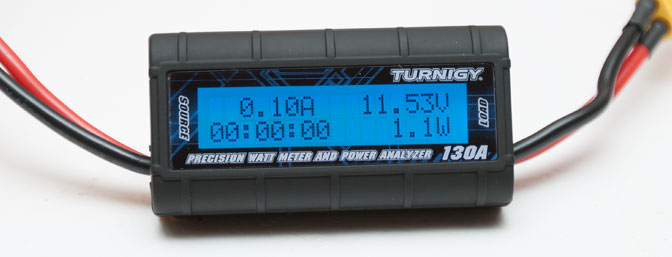 TURNIGY.
SOURCE
0.10A 11.53V
00:00:00 1.1W
LOAD
PRECISION WATT METER AND POWER ANALYZER 130A